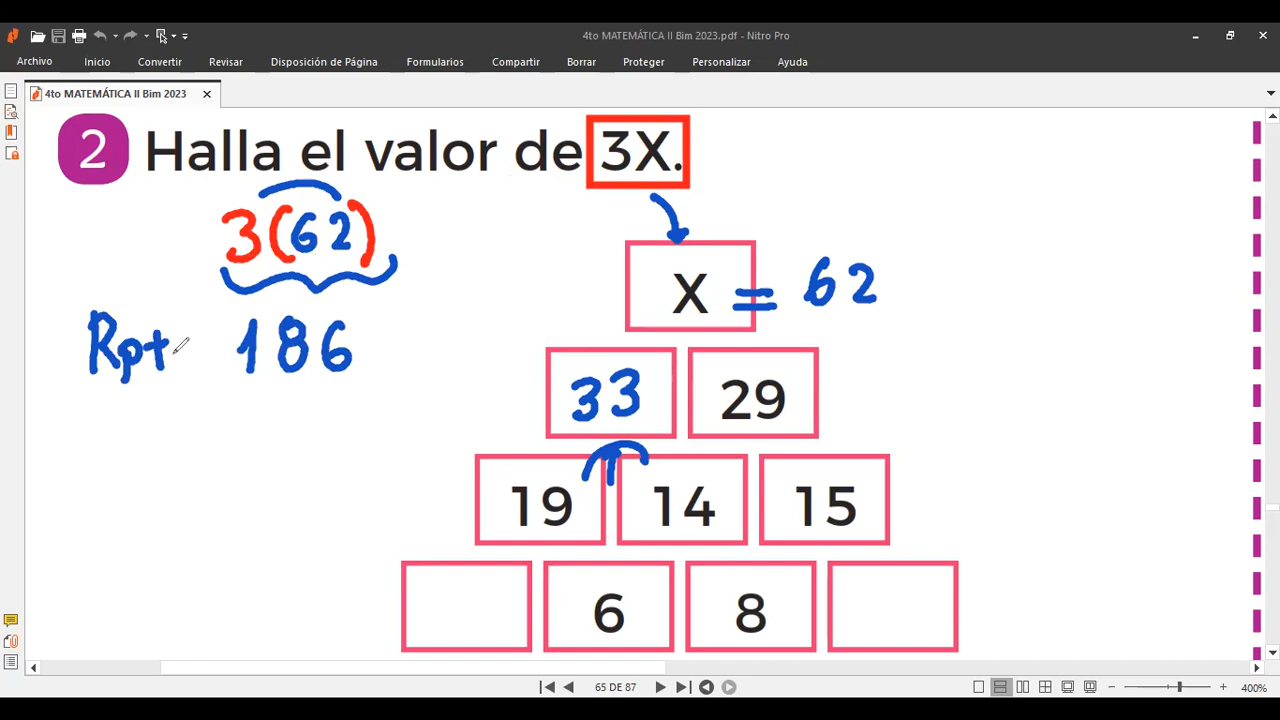 4to MATEMÁTICA II Bim 2023.pdf - Nitro Pro
Archivo Inicio Convertir Revisar Disposición de Página Formularios Compartir Borrar Proteger Personalizar Ayuda
4to MATEMÁTICA II Bim 2023
2 Halla el valor de 3X.
3(62)
X = 62
Rpt 186
33 29
19 14 15
6 8
65 DE 87
400%